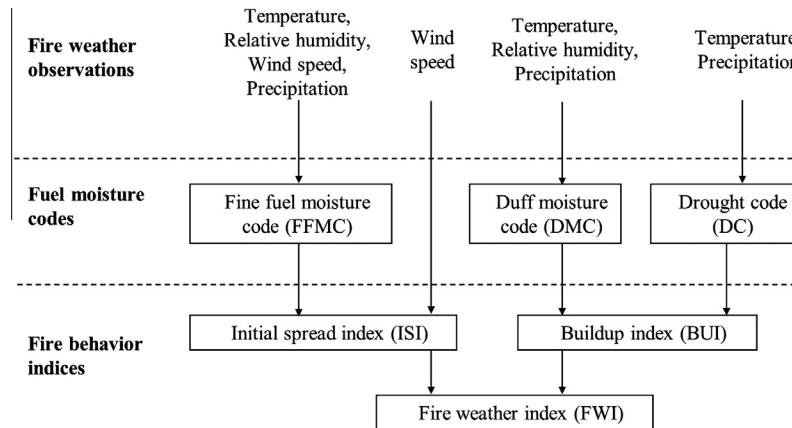 Fire weather
observations
Temperature,
Relative humidity,
Wind speed,
Precipitation
Wind
speed
Temperature,
Relative humidity,
Precipitation
Temperature,
Precipitation
Fuel moisture
codes
Fine fuel moisture
code (FFMC)
Duff moisture
code (DMC)
Drought code
(DC)
Fire behavior
indices
Initial spread index (ISI)
Buildup index (BUI)
Fire weather index (FWI)